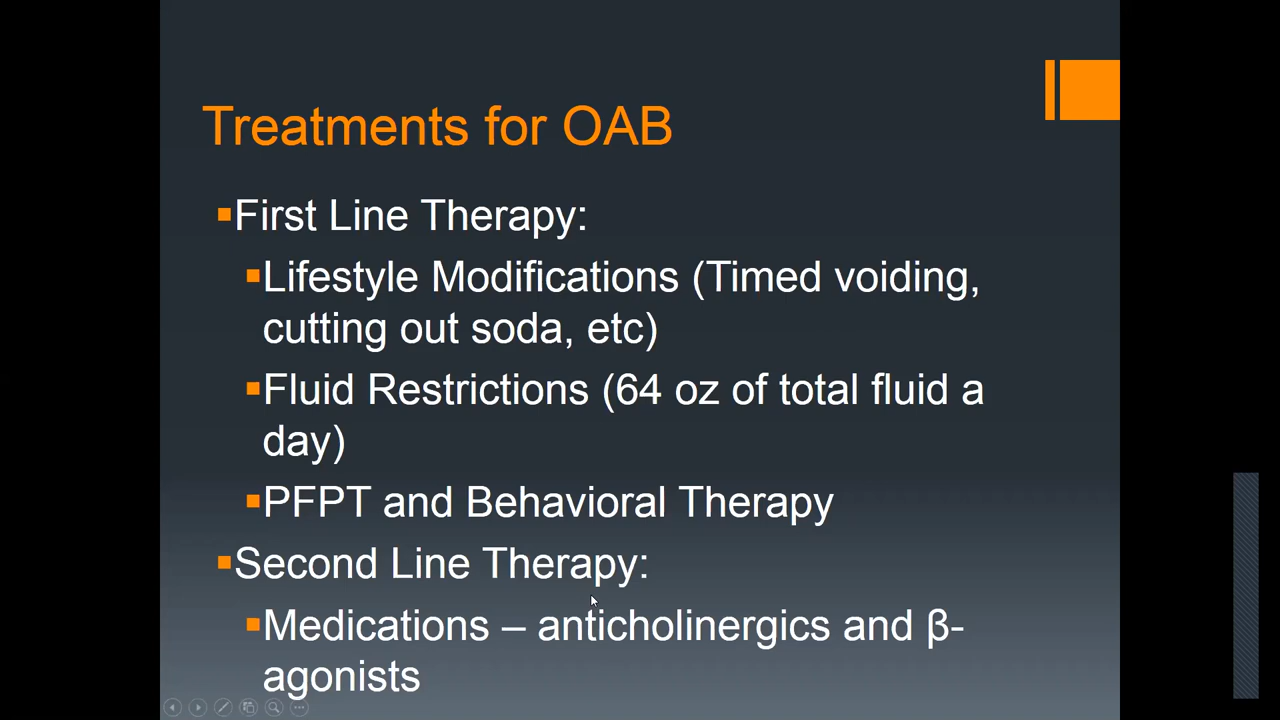 Treatments for OAB
▪First Line Therapy:
▪Lifestyle Modifications (Timed voiding,
cutting out soda, etc)
▪Fluid Restrictions (64 oz of total fluid a
day)
▪PFPT and Behavioral Therapy
▪Second Line Therapy:
▪Medications – anticholinergics and β-
agonists